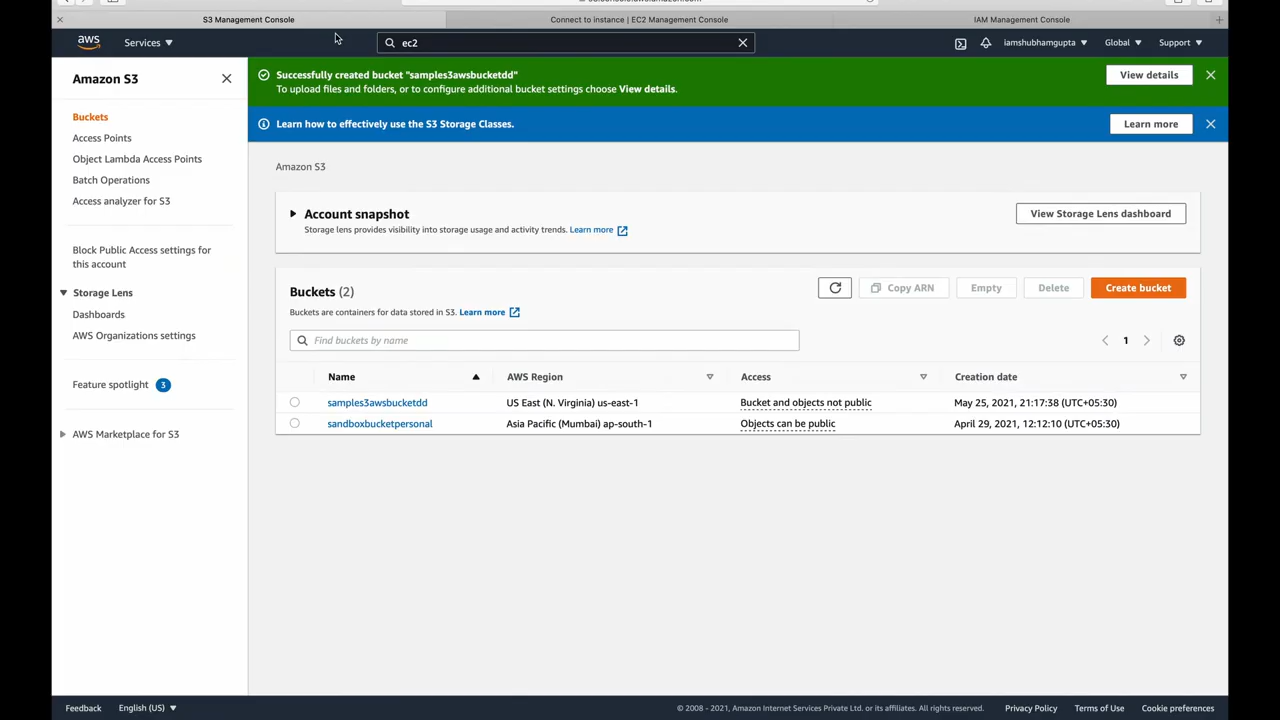 S3 Management Console
Connect to instance | EC2 Management Console
IAM Management Console
aws
Services
ec2
iamshubhamgupta
Global
Support
Amazon S3
Buckets
Access Points
Object Lambda Access Points
Batch Operations
Access analyzer for S3
Block Public Access settings for
this account
Storage Lens
Dashboards
AWS Organizations settings
Feature spotlight 3
AWS Marketplace for S3
Successfully created bucket "samples3awsbucketdd"
To upload files and folders, or to configure additional bucket settings choose View details.
View details
Learn how to effectively use the S3 Storage Classes.
Learn more
Amazon S3
Account snapshot
Storage lens provides visibility into storage usage and activity trends. Learn more
View Storage Lens dashboard
Buckets (2)
Copy ARN
Empty
Delete
Create bucket
Buckets are containers for data stored in S3. Learn more
Find buckets by name
1
Name AWS Region Access Creation date
samples3awsbucketdd US East (N. Virginia) us-east-1 Bucket and objects not public May 25, 2021, 21:17:38 (UTC+05:30)
sandboxbucketpersonal Asia Pacific (Mumbai) ap-south-1 Objects can be public April 29, 2021, 12:12:10 (UTC+05:30)
Feedback English (US) © 2008 - 2021, Amazon Internet Services Private Ltd. or its affiliates. All rights reserved. Privacy Policy Terms of Use Cookie preferences